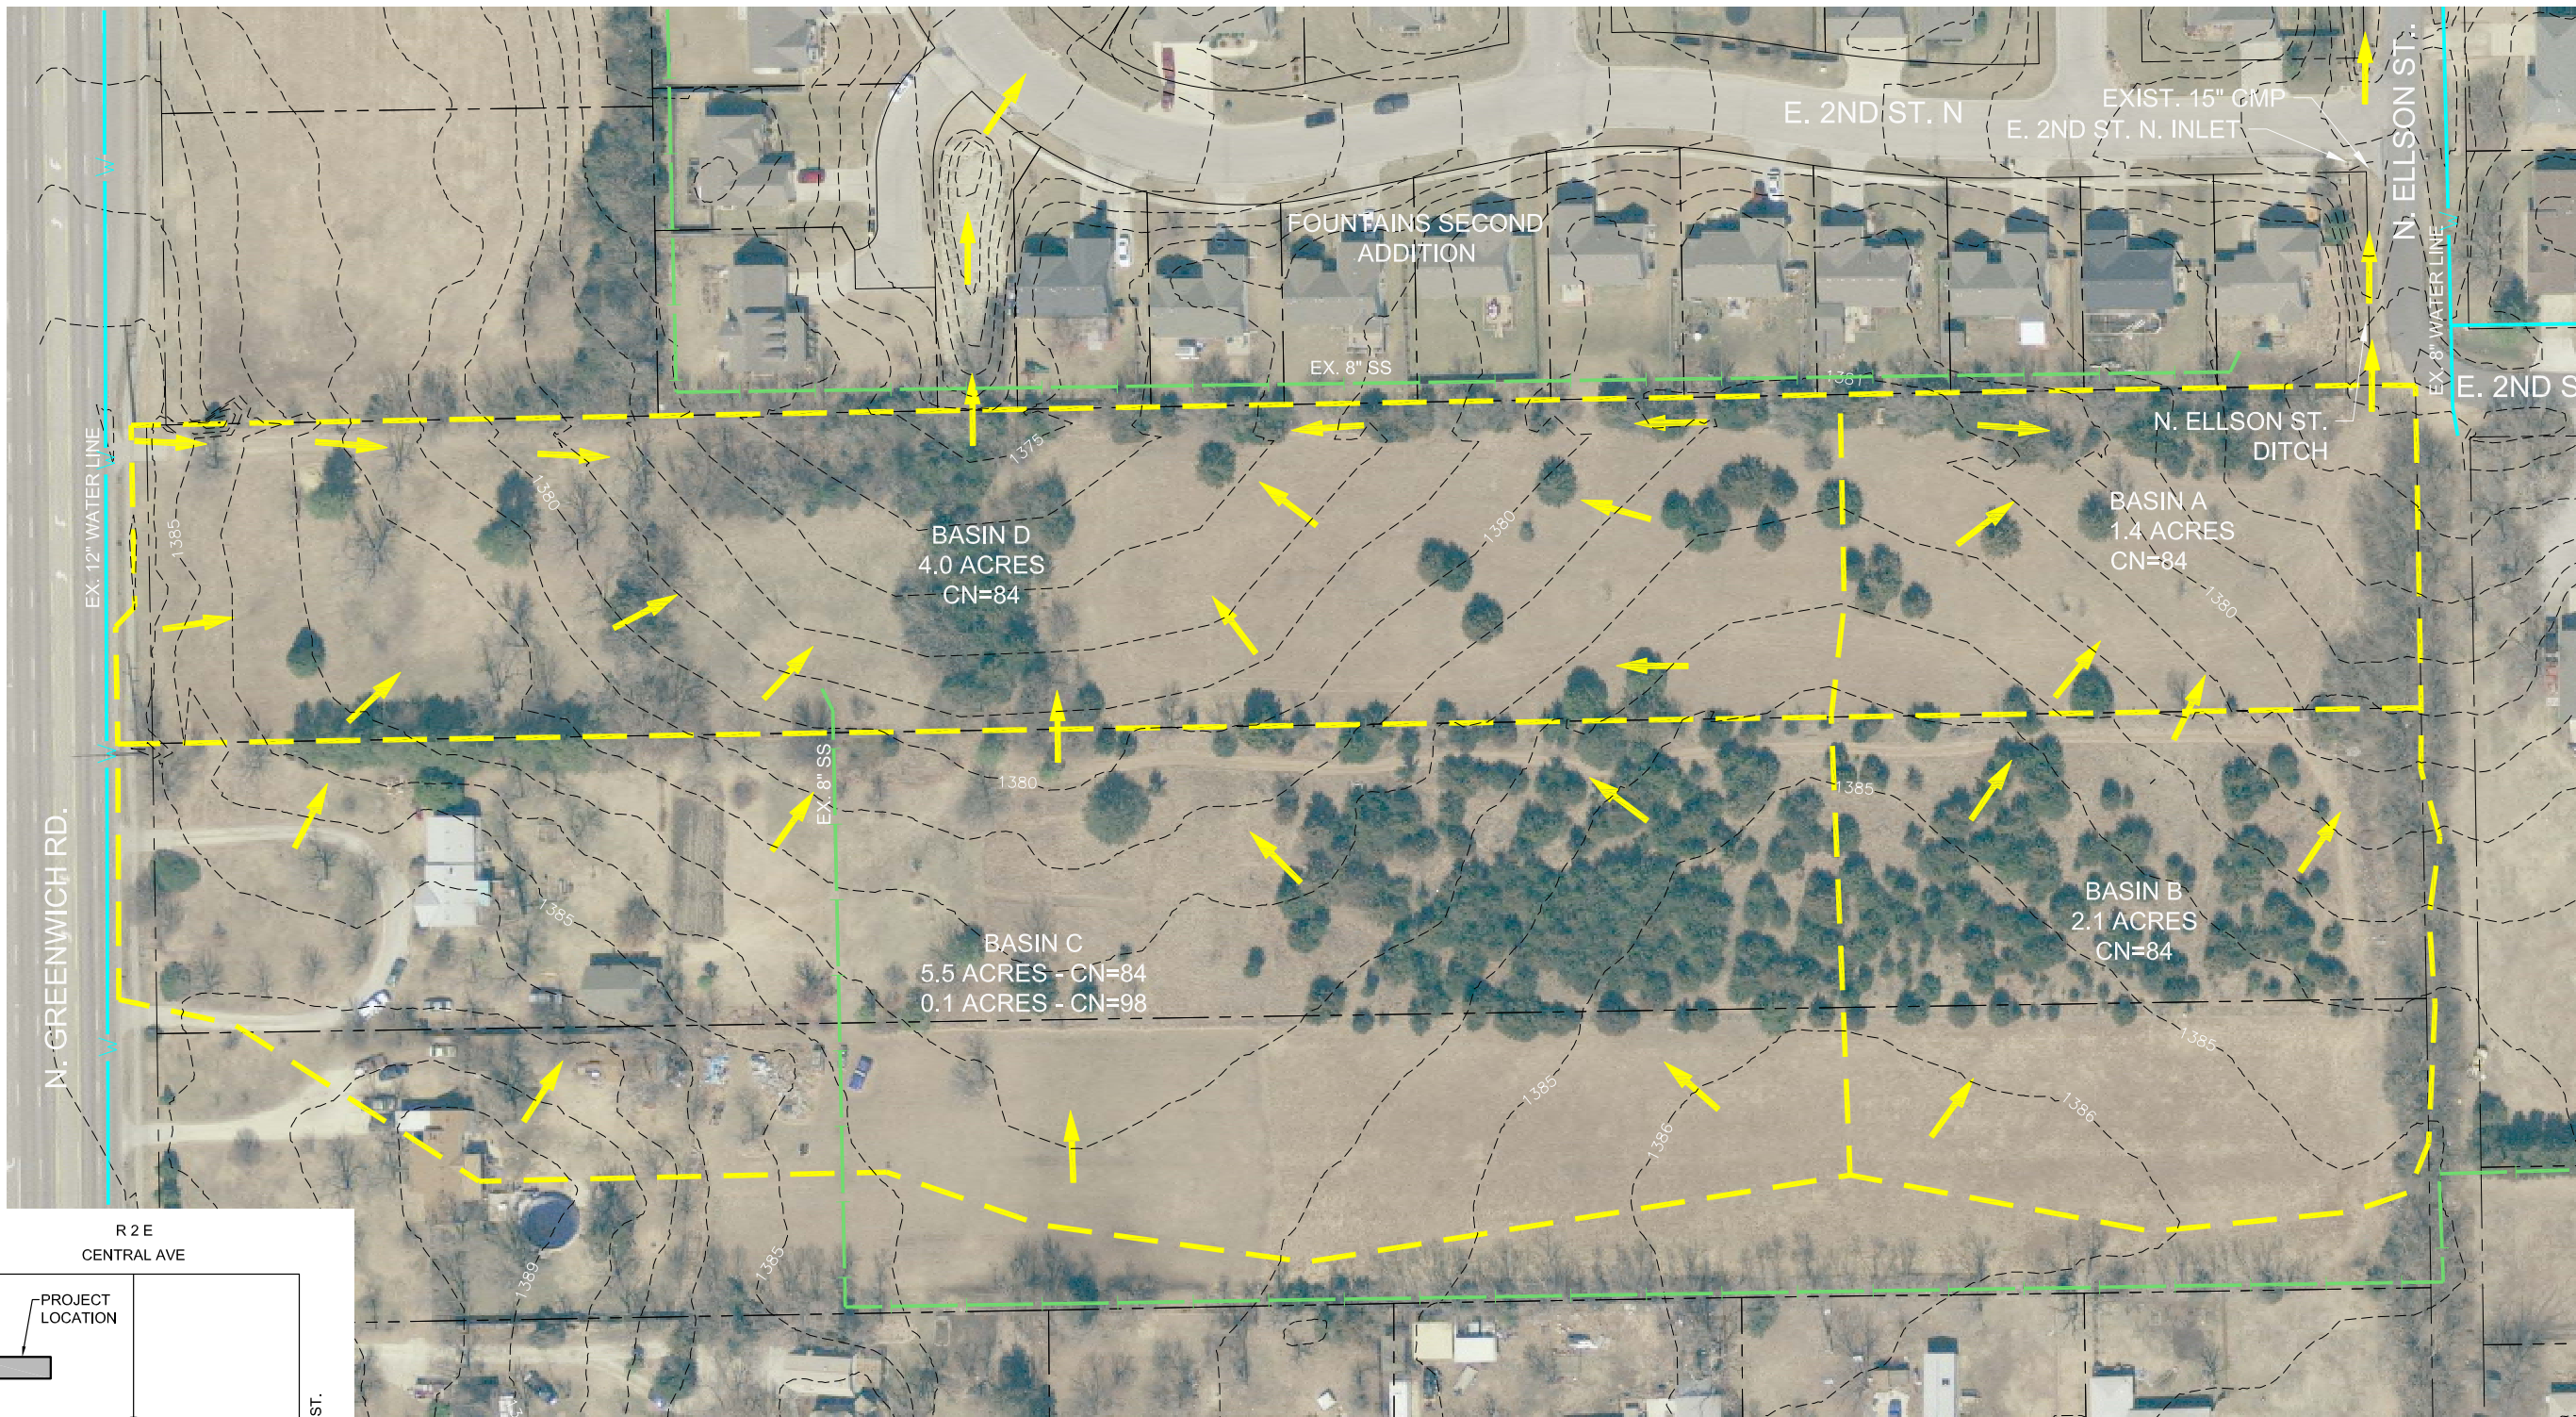 N. ELLSON ST.
EXIST. 15" CMP
E. 2ND ST. N
E. 2ND ST. N. INLET
W
W
FOUNTAINS SECOND
ADDITION
EX. 8" WATER LINE
EX. 8" SS
1381
E. 2ND S
N. ELLSON ST.
DITCH
EX. 12" WATER LINE
W
1375
1380
1380
1385
BASIN D
4.0 ACRES
CN=84
BASIN A
1.4 ACRES
CN=84
1380
W
EX. 8" SS
1380
1385
N. GREENWICH RD.
1385
BASIN B
2.1 ACRES
CN=84
BASIN C
5.5 ACRES - CN=84
0.1 ACRES - CN=98
W
1385
1385
1386
1386
1385
1389
R 2 E
CENTRAL AVE
PROJECT
LOCATION
ST.